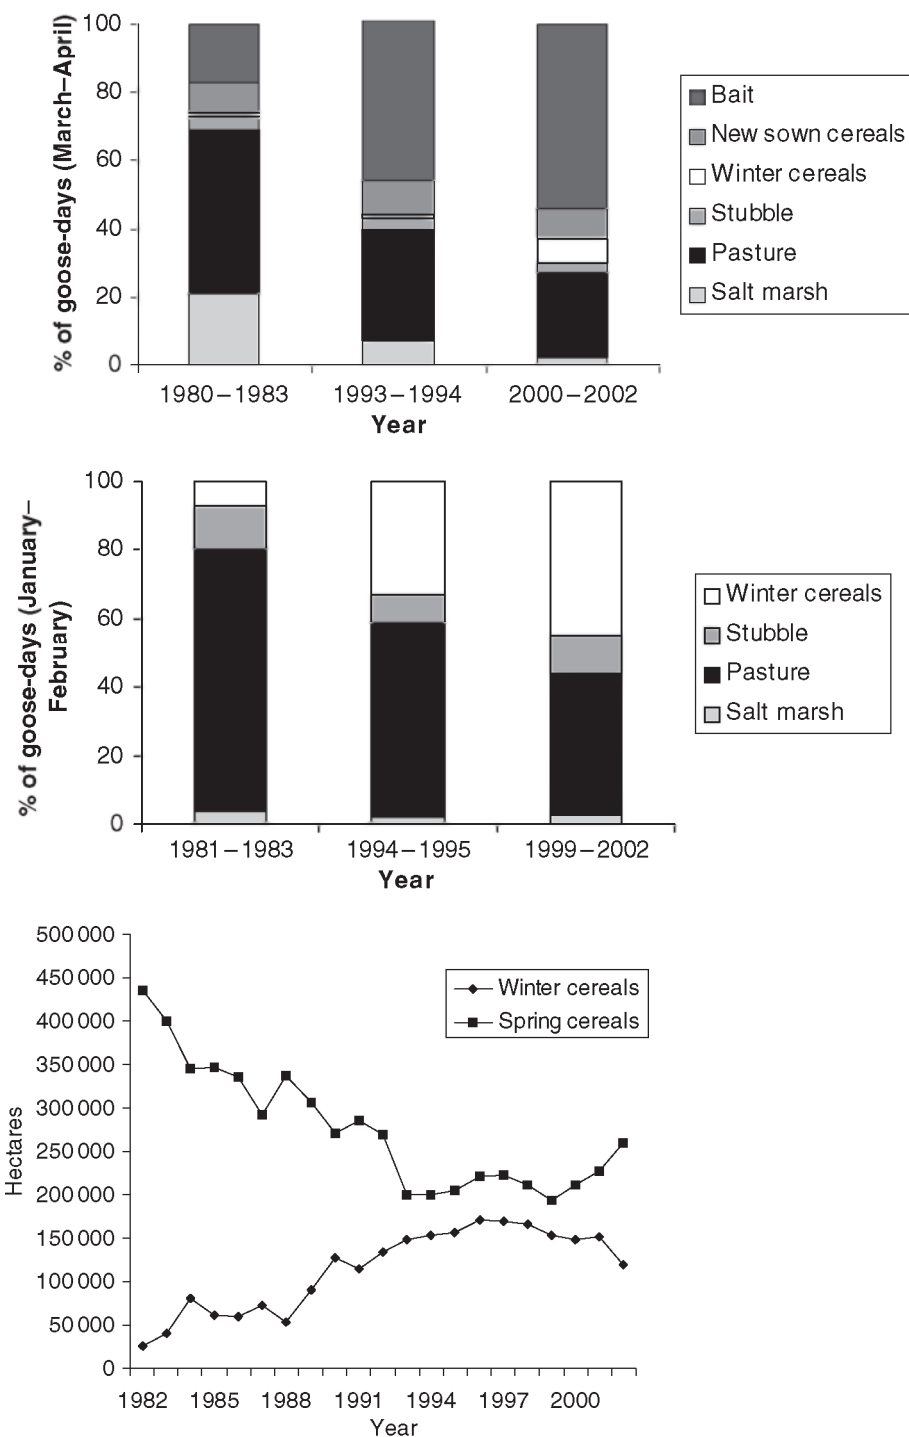 % of goose-days (March–April)
100
80
60
40
20
0
1980–1983
1993–1994
2000–2002
Year
Bait
New sown cereals
Winter cereals
Stubble
Pasture
Salt marsh
% of goose-days (January–
February)
100
80
60
40
20
0
1981–1983
1994–1995
1999–2002
Year
Winter cereals
Stubble
Pasture
Salt marsh
Hectares
500 000
450 000
400 000
350 000
300 000
250 000
200 000
150 000
100 000
50 000
0
1982
1985
1988
1991
1994
1997
2000
Year
Winter cereals
Spring cereals